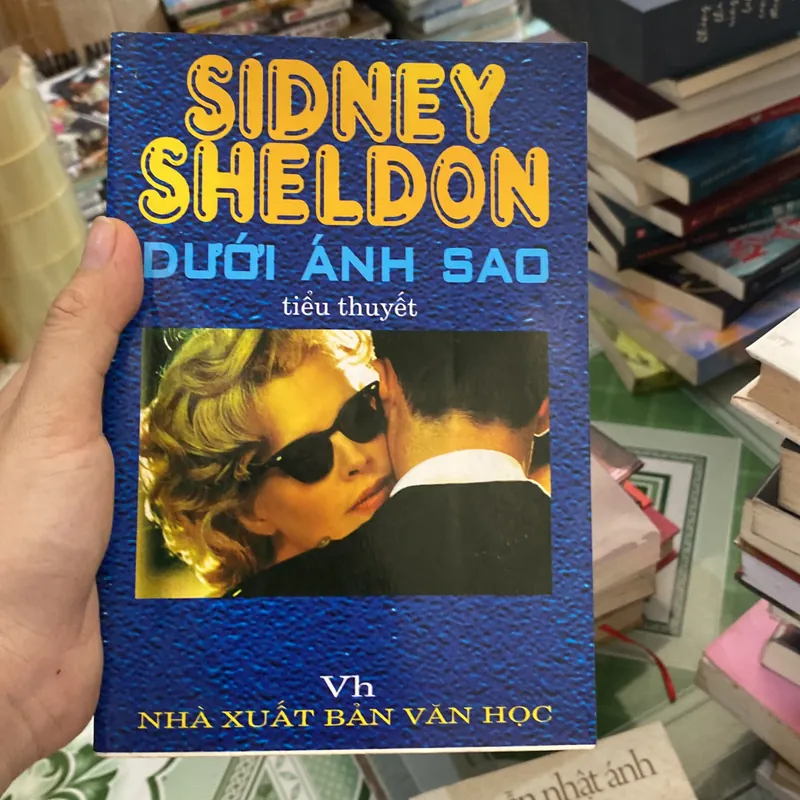 SIDNEY
SHELDON
DƯỚI ÁNH SAO
tiểu thuyết
Vh
NHÀ XUẤT BẢN VĂN HỌC
nhật ánh